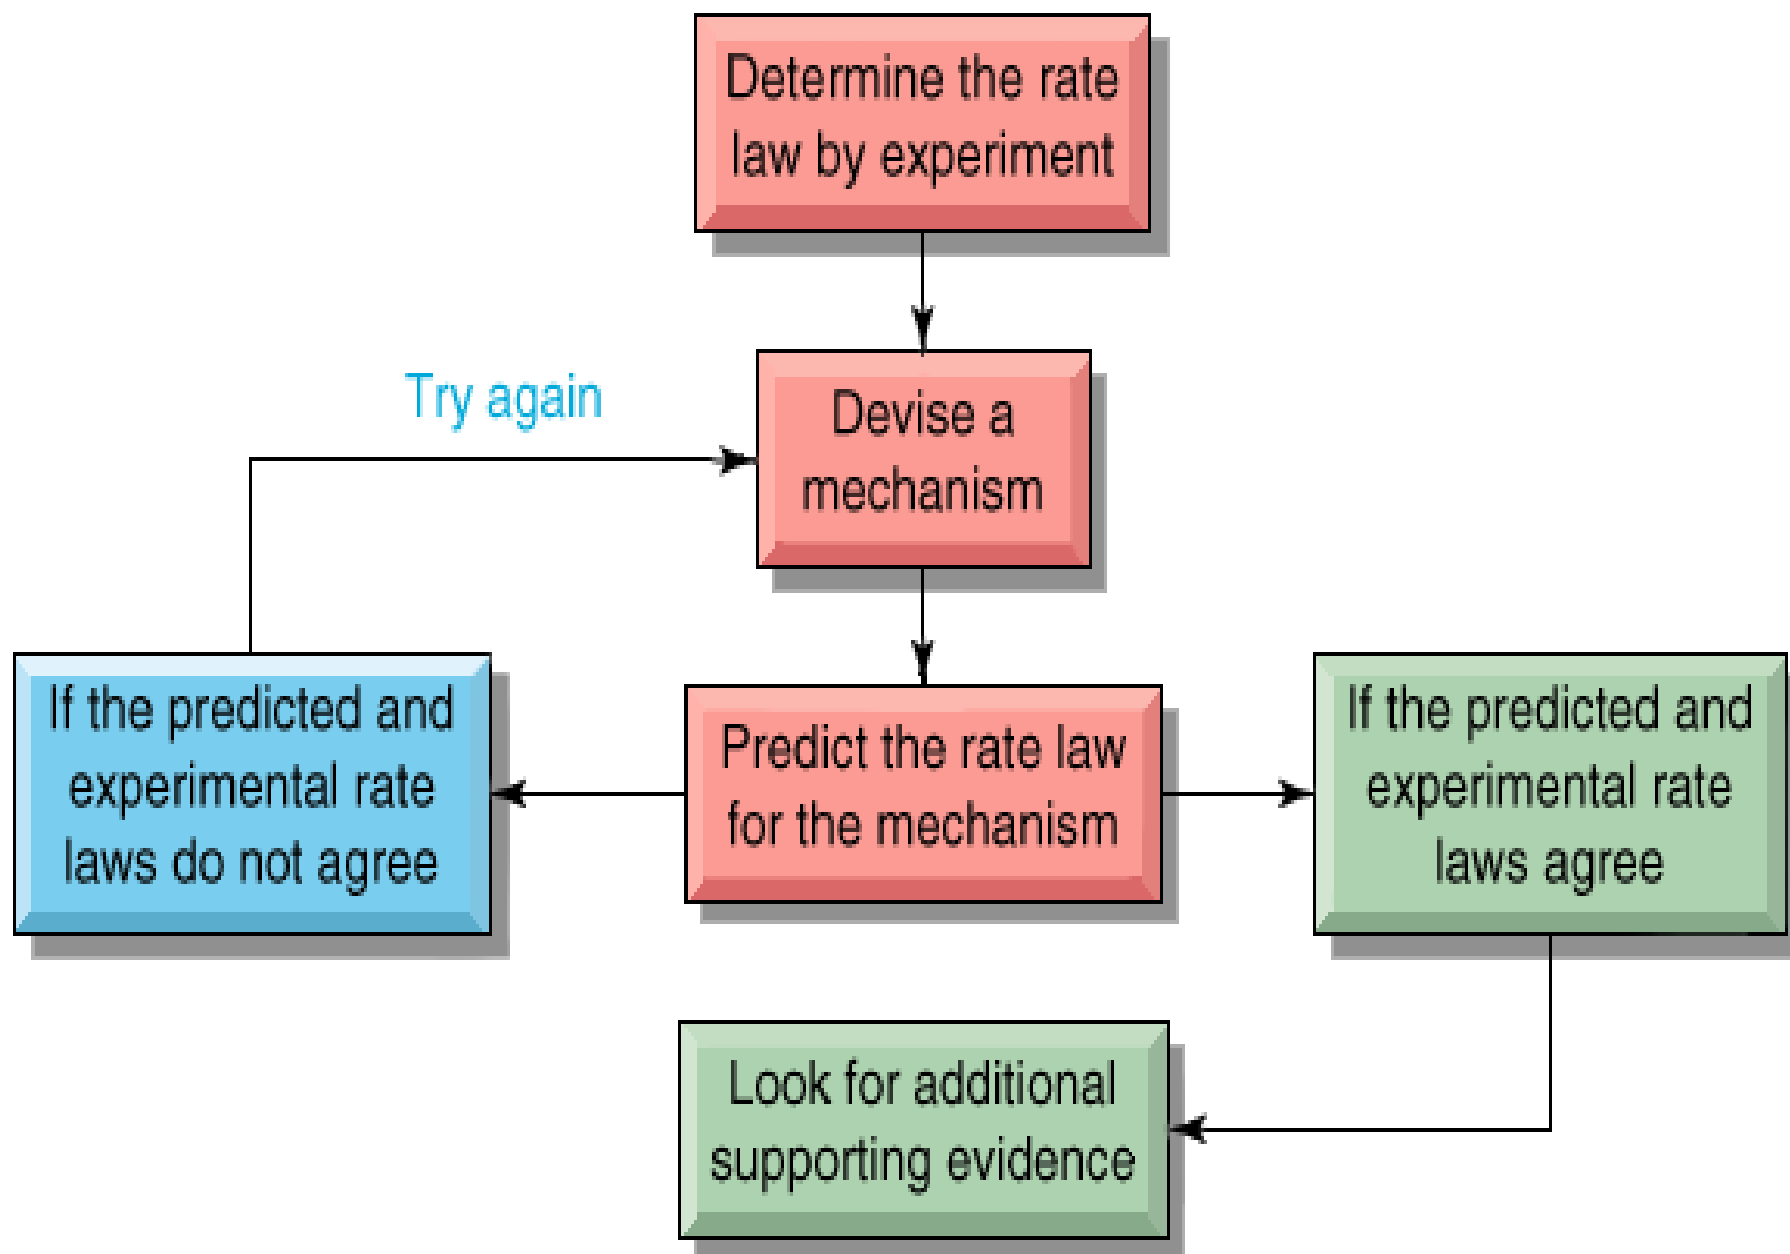 Determine the rate
law by experiment
Try again
Devise a
mechanism
If the predicted and
experimental rate
laws do not agree
Predict the rate law
for the mechanism
If the predicted and
experimental rate
laws agree
Look for additional
supporting evidence